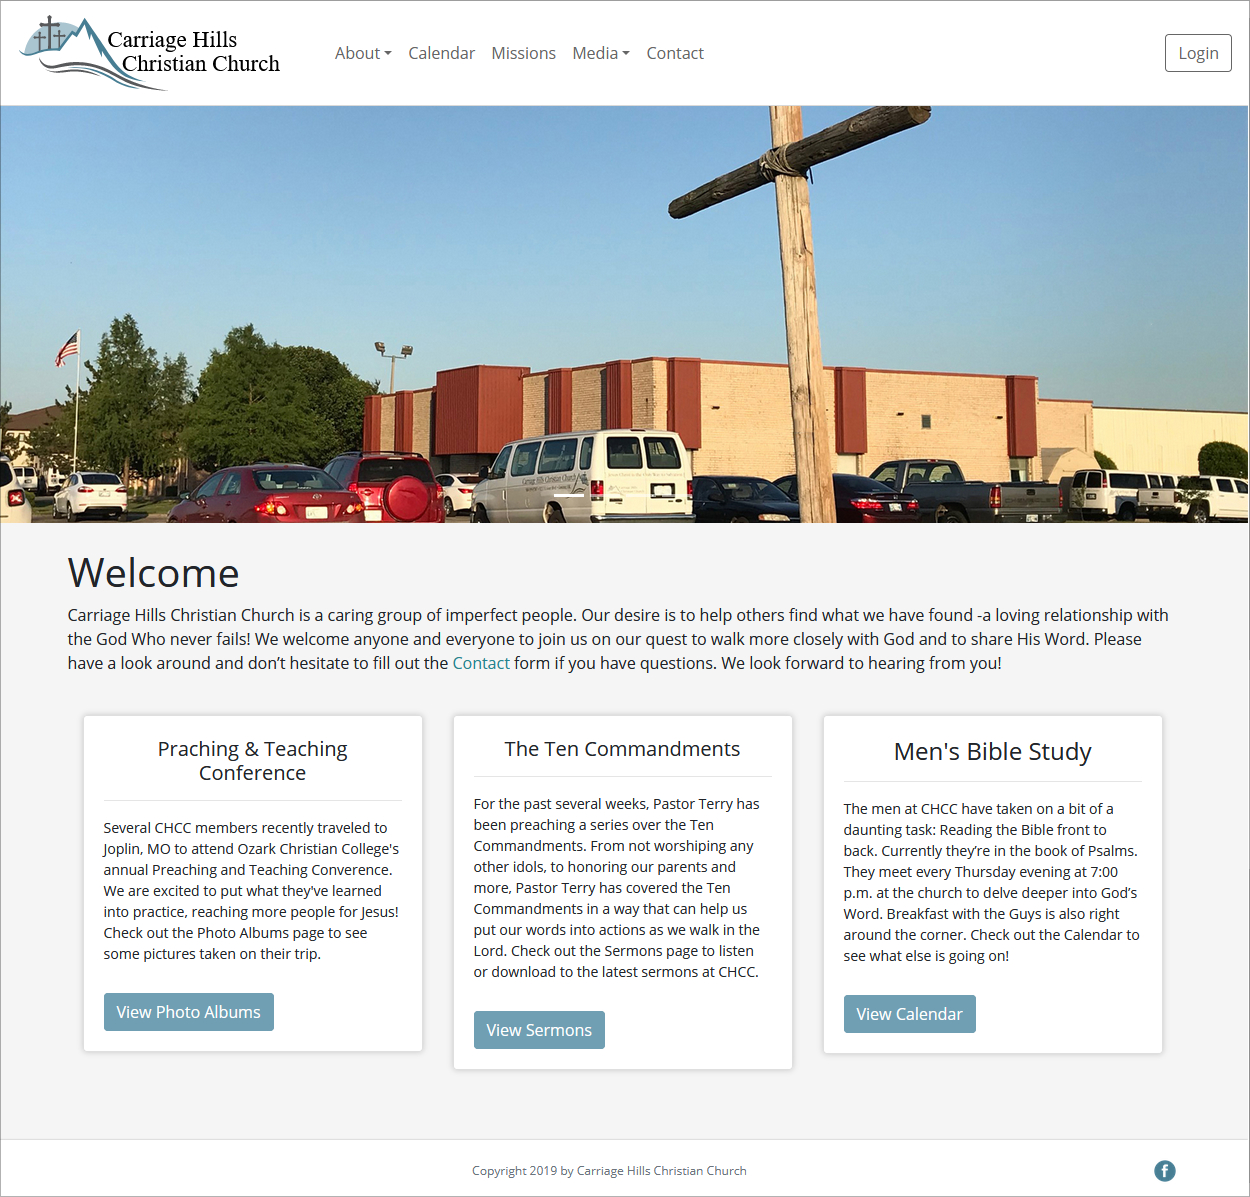 Carriage Hills
Christian Church
About Calendar Missions Media Contact Login
Welcome
Carriage Hills Christian Church is a caring group of imperfect people. Our desire is to help others find what we have found -a loving relationship with
the God Who never fails! We welcome anyone and everyone to join us on our quest to walk more closely with God and to share His Word. Please
have a look around and don’t hesitate to fill out the Contact form if you have questions. We look forward to hearing from you!
Praching & Teaching
Conference
Several CHCC members recently traveled to
Joplin, MO to attend Ozark Christian College's
annual Preaching and Teaching Converence.
We are excited to put what they've learned
into practice, reaching more people for Jesus!
Check out the Photo Albums page to see
some pictures taken on their trip.
View Photo Albums
The Ten Commandments
For the past several weeks, Pastor Terry has
been preaching a series over the Ten
Commandments. From not worshiping any
other idols, to honoring our parents and
more, Pastor Terry has covered the Ten
Commandments in a way that can help us
put our words into actions as we walk in the
Lord. Check out the Sermons page to listen
or download to the latest sermons at CHCC.
View Sermons
Men's Bible Study
The men at CHCC have taken on a bit of a
daunting task: Reading the Bible front to
back. Currently they’re in the book of Psalms.
They meet every Thursday evening at 7:00
p.m. at the church to delve deeper into God’s
Word. Breakfast with the Guys is also right
around the corner. Check out the Calendar to
see what else is going on!
View Calendar
Copyright 2019 by Carriage Hills Christian Church